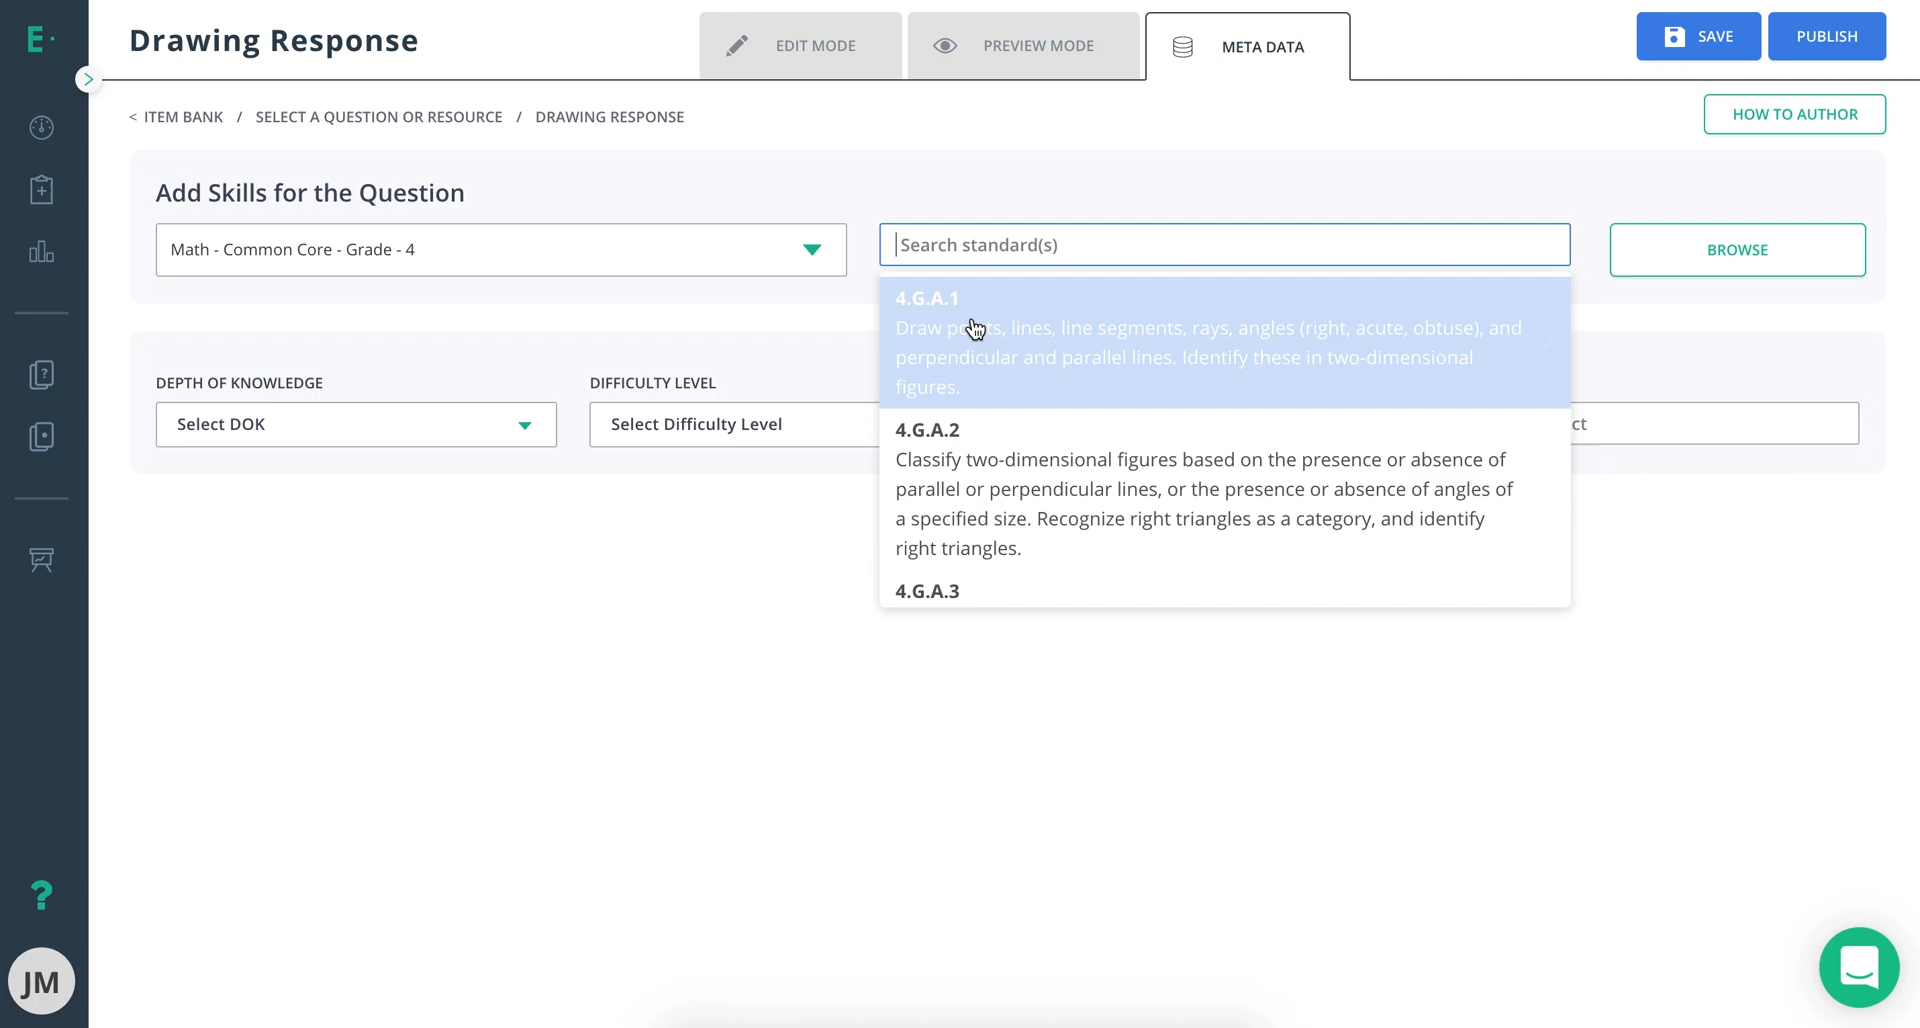 E
Drawing Response
EDIT MODE
PREVIEW MODE
META DATA
SAVE
PUBLISH
< ITEM BANK / SELECT A QUESTION OR RESOURCE / DRAWING RESPONSE
HOW TO AUTHOR
Add Skills for the Question
Math - Common Core - Grade - 4
Search standard(s)
BROWSE
4.G.A.1
Draw points, lines, line segments, rays, angles (right, acute, obtuse), and
perpendicular and parallel lines. Identify these in two-dimensional
figures.
4.G.A.2
Classify two-dimensional figures based on the presence or absence of
parallel or perpendicular lines, or the presence or absence of angles of
a specified size. Recognize right triangles as a category, and identify
right triangles.
4.G.A.3
DEPTH OF KNOWLEDGE
Select DOK
DIFFICULTY LEVEL
Select Difficulty Level
ct
?
JM